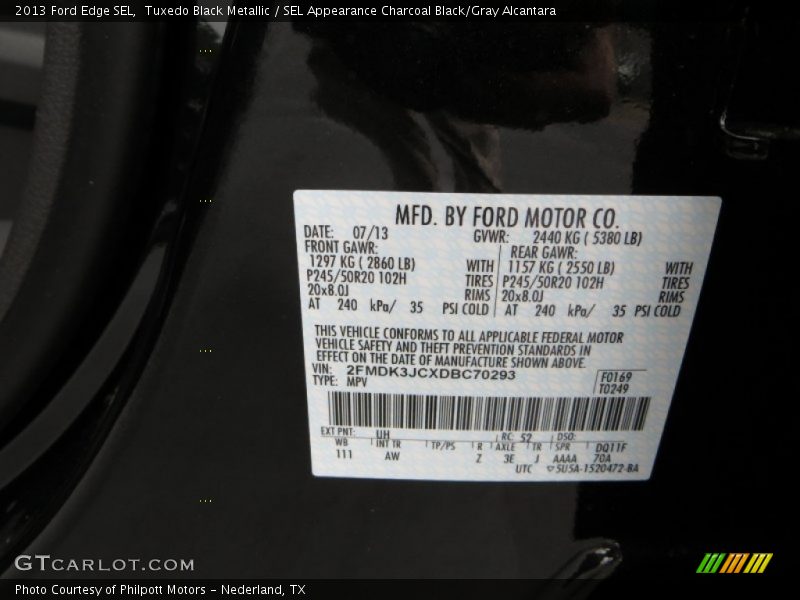 2013 Ford Edge SEL,  Tuxedo Black Metallic / SEL Appearance Charcoal Black/Gray Alcantara
MFD. BY FORD MOTOR CO.
DATE: 07/13 GVWR: 2440 KG ( 5380 LB)
FRONT GAWR: REAR GAWR:
1297 KG ( 2860 LB) WITH 1157 KG ( 2550 LB) WITH
P245/50R20 102H TIRES P245/50R20 102H TIRES
20x8.0J RIMS 20x8.0J RIMS
AT 240 kPa/ 35 PSI COLD AT 240 kPa/ 35 PSI COLD
THIS VEHICLE CONFORMS TO ALL APPLICABLE FEDERAL MOTOR
VEHICLE SAFETY AND THEFT PREVENTION STANDARDS IN
EFFECT ON THE DATE OF MANUFACTURE SHOWN ABOVE.
VIN: 2FMDK3JCXDBC70293 F0169
TYPE: MPV T0249
EXT PNT: UH RC: 52 DSO:
WB INT TR TP/PS R AXLE TR SPR DQ11F
111 AW Z 3E J AAAA 70A
UTC ▽5U5A-1520472-BA
GTCARLOT.COM
Photo Courtesy of Philpott Motors - Nederland, TX